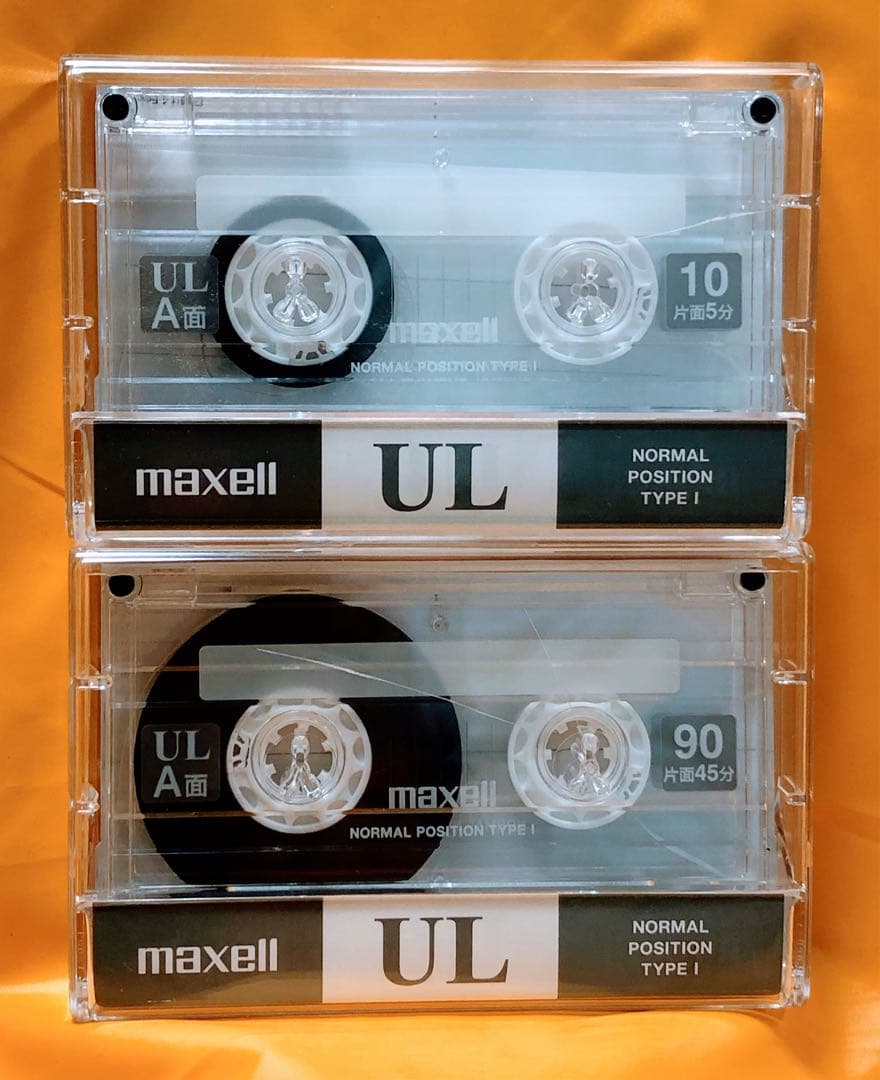 UL
A面
10
片面5分
maxell
NORMAL POSITION TYPE I
maxell
UL
NORMAL
POSITION
TYPE I
UL
A面
90
片面45分
maxell
NORMAL POSITION TYPE I
maxell
UL
NORMAL
POSITION
TYPE I